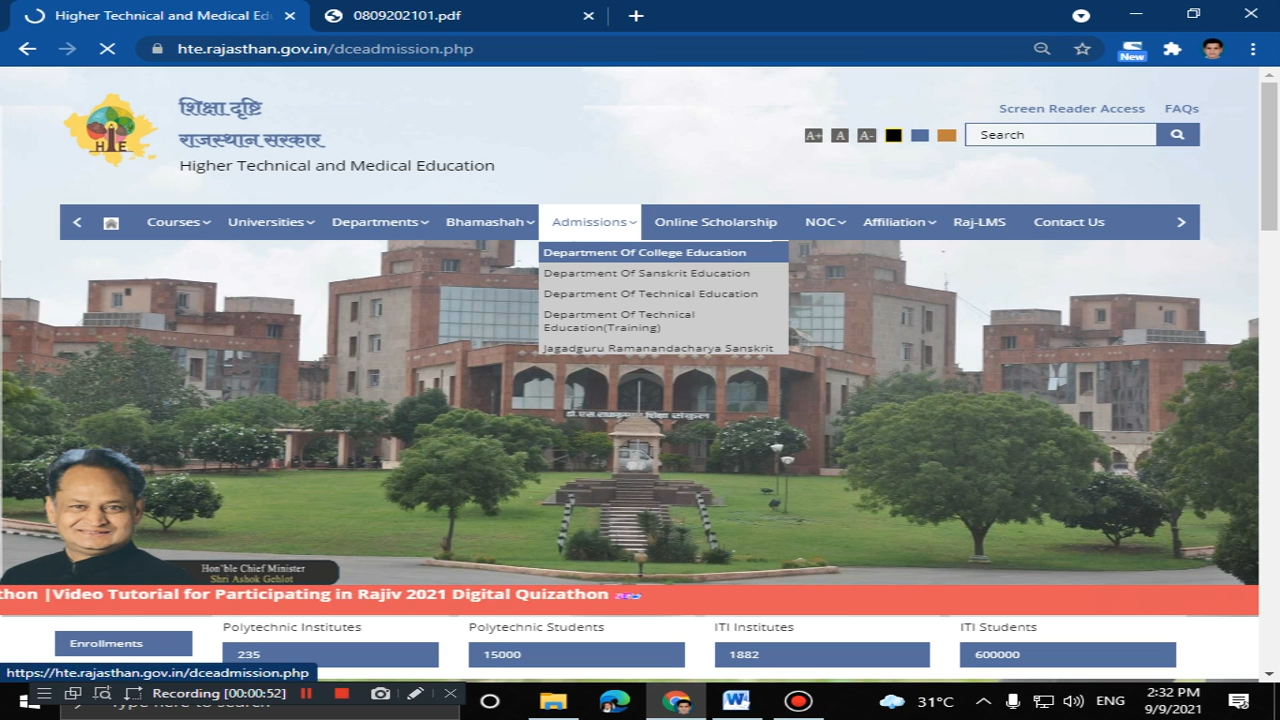 Higher Technical and Medical Ed
0809202101.pdf
hte.rajasthan.gov.in/dceadmission.php
New
शिक्षा दृष्टि
राजस्थान सरकार
Higher Technical and Medical Education
HTE
Screen Reader Access FAQs
A+ A A- Search
Courses Universities Departments Bhamashah Admissions Online Scholarship NOC Affiliation Raj-LMS Contact Us
Department Of College Education
Department Of Sanskrit Education
Department Of Technical Education
Department Of Technical
Education(Training)
Jagadguru Ramanandacharya Sanskrit
Hon'ble Chief Minister
Shri Ashok Gehlot
thon |Video Tutorial for Participating in Rajiv 2021 Digital Quizathon
Enrollments
Polytechnic Institutes Polytechnic Students ITI Institutes ITI Students
235 15000 1882 600000
https://hte.rajasthan.gov.in/dceadmission.php
Recording [00:00:52]
Type here to search
31°C ENG
2:32 PM
9/9/2021